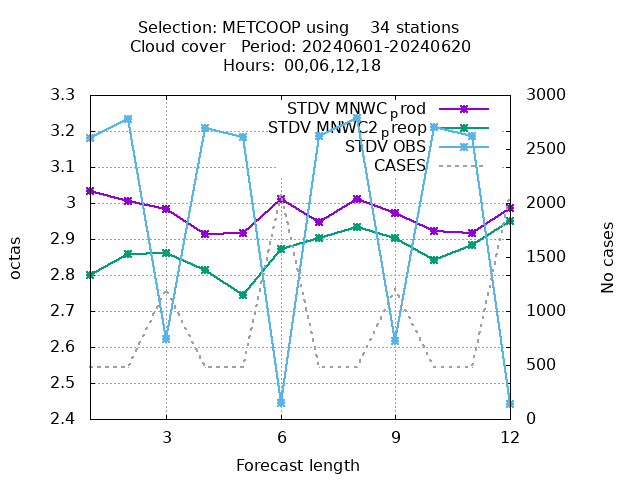 Selection: METCOOP using    34 stations
Cloud cover   Period: 20240601-20240620
Hours: 00,06,12,18
3.3 3000
STDV MNWC_prod
3.2 STDV MNWC2_preop
STDV OBS 2500
3.1 CASES
3 2000
2.9
octas 1500 No cases
2.8
2.7 1000
2.6
500
2.5
2.4 0
3 6 9 12
Forecast length